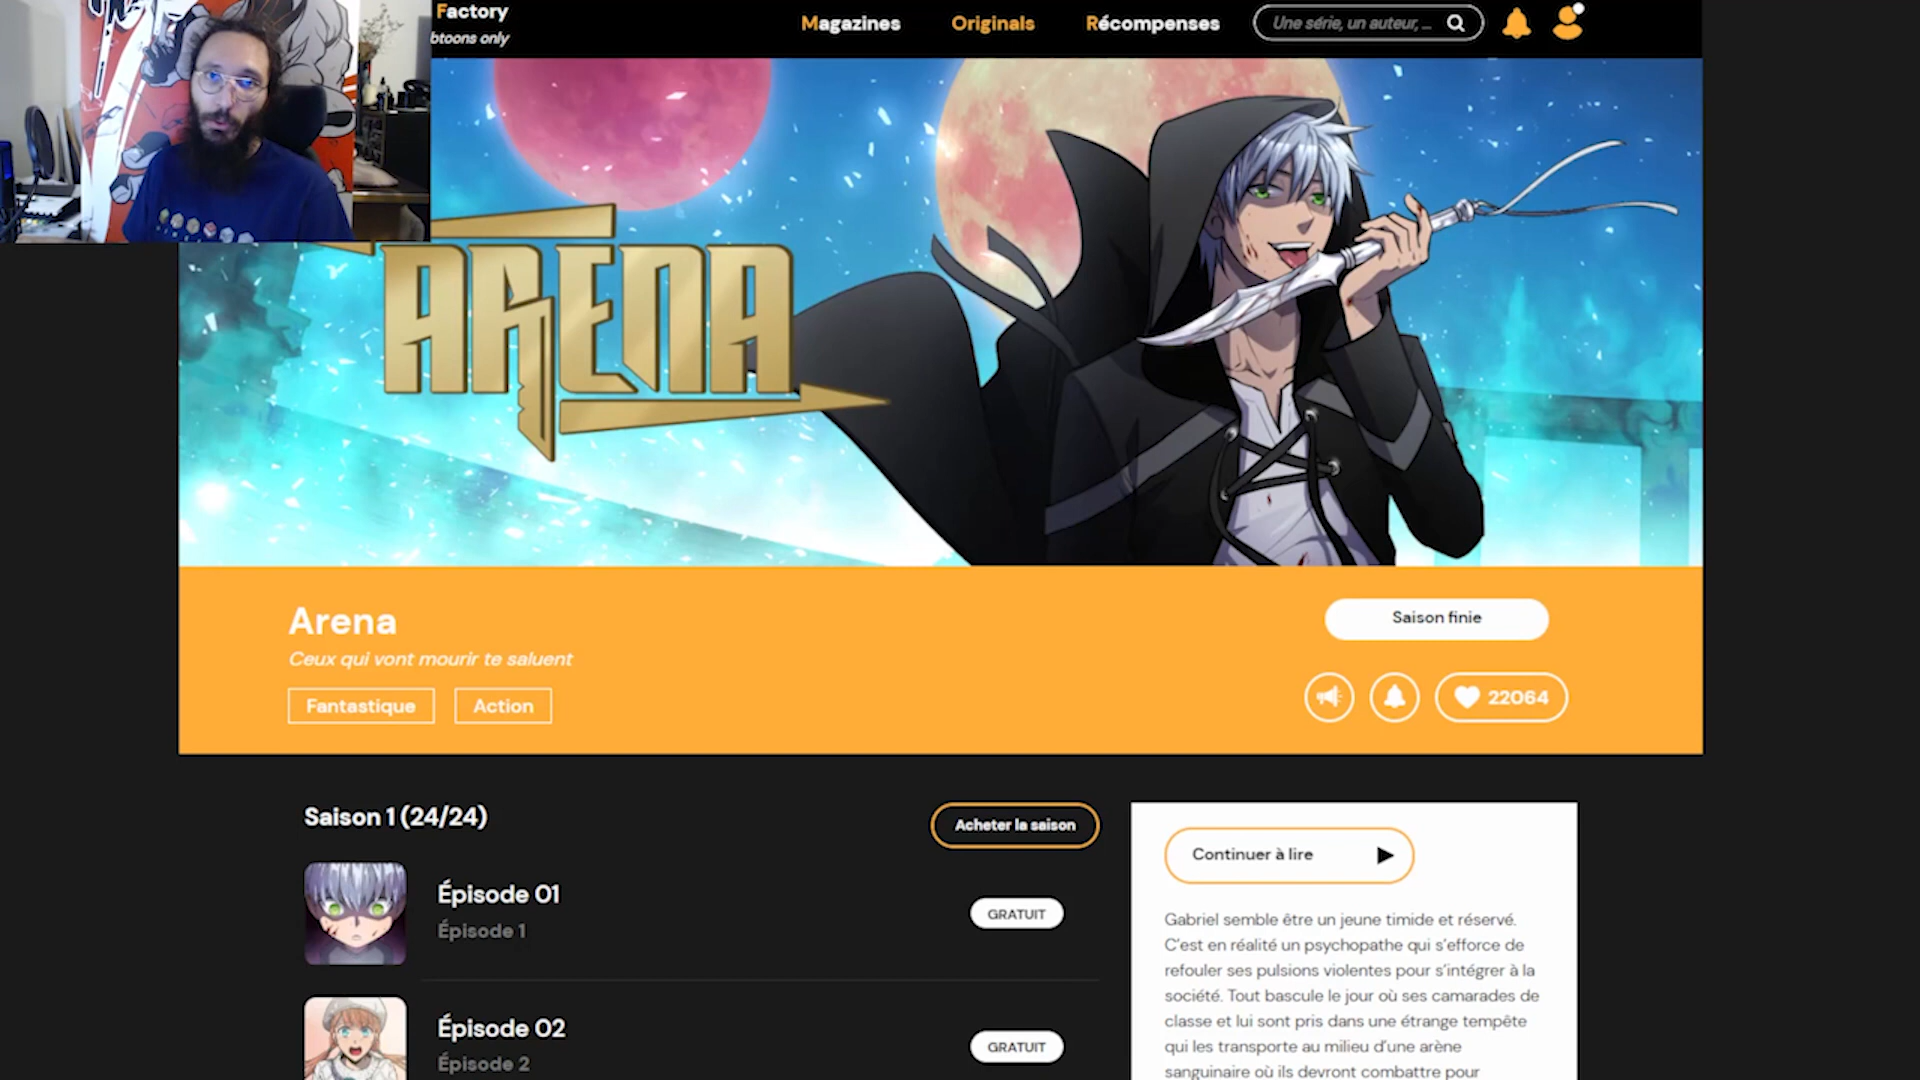 Factory
btoons only
Magazines
Originals
Récompenses
Une série, un auteur, ...
ARENA
Arena
Ceux qui vont mourir te saluent
Fantastique
Action
Saison finie
22064
Saison 1 (24/24)
Acheter la saison
Épisode 01
Épisode 1
GRATUIT
Épisode 02
Épisode 2
GRATUIT
Continuer à lire
Gabriel semble être un jeune timide et réservé.
C'est en réalité un psychopathe qui s'efforce de
refouler ses pulsions violentes pour s'intégrer à la
société. Tout bascule le jour où ses camarades de
classe et lui sont pris dans une étrange tempête
qui les transporte au milieu d'une arène
sanguinaire où ils devront combattre pour